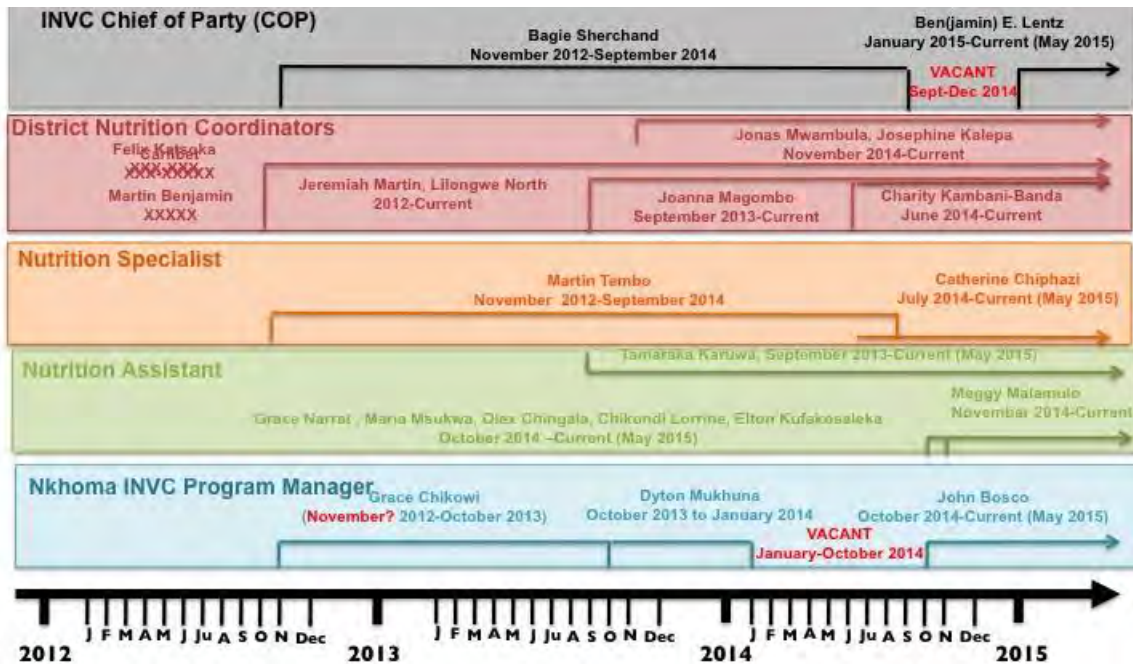 INVC Chief of Party (COP)
Bagie Sherchand
November 2012-September 2014
Ben(jamin) E. Lentz
January 2015-Current (May 2015)
VACANT
Sept-Dec 2014
District Nutrition Coordinators
Felix Katsoka
XXX-XXX
XXX-XXXXX
Martin Benjamin
XXXXX
Jeremiah Martin, Lilongwe North
2012-Current
Jonas Mwambula, Josephine Kalepa
November 2014-Current
Joanna Magombo
September 2013-Current
Charity Kambani-Banda
June 2014-Current
Nutrition Specialist
Martin Tembo
November 2012-September 2014
Catherine Chiphazi
July 2014-Current (May 2015)
Nutrition Assistant
Tamaraka Karuwa, September 2013-Current (May 2015)
Meggy Malamulo
November 2014-Current
Grace Narrat , Maria Msukwa, Olex Chingala, Chikondi Lorrine, Elton Kufakosaleka
October 2014 –Current (May 2015)
Nkhoma INVC Program Manager
Grace Chikowi
(November? 2012-October 2013)
Dyton Mukhuna
October 2013 to January 2014
VACANT
January-October 2014
John Bosco
October 2014-Current (May 2015)
J F M A M J Ju A S O N Dec J F M A M J Ju A S O N Dec J F M A M J Ju A S O N Dec
2012 2013 2014 2015